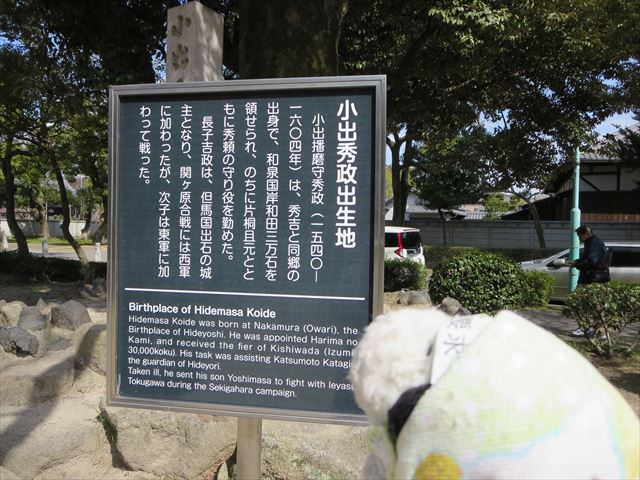 小出
小出秀政出生地
小出播磨守秀政（一五四〇―
一六〇四年）は、秀吉と同郷の
出身で、和泉国岸和田三万石を
領せられ、のちに片桐且元とと
もに秀頼の守り役を勤めた。
長子吉政は、但馬国出石の城
主となり、関ヶ原合戦には西軍
に加わったが、次子は東軍に加
わって戦った。
Birthplace of Hidemasa Koide
Hidemasa Koide was born at Nakamura (Owari), the
Birthplace of Hideyoshi. He was appointed Harima no
Kami, and received the fier of Kishiwada (Izumi
30,000koku). His task was assisting Katsumoto Katagi
the guardian of Hideyori.
Taken ill, he sent his son Yoshimasa to fight with Ieyasu
Tokugawa during the Sekigahara campaign.